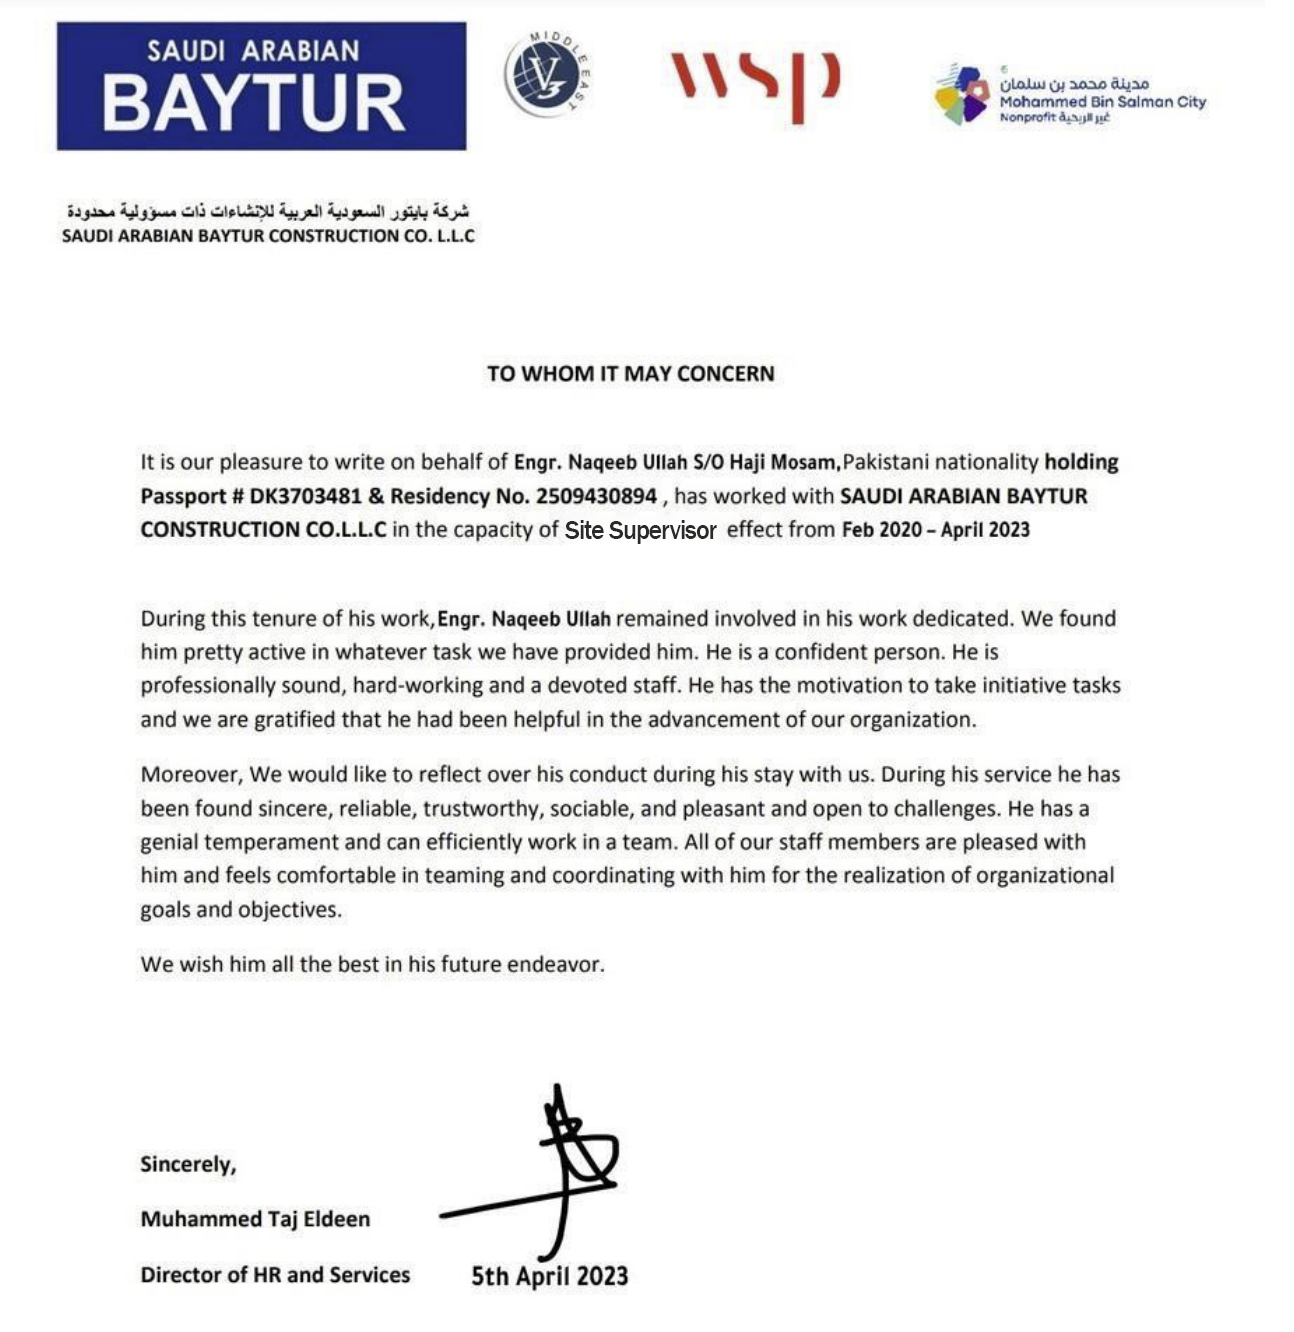 SAUDI ARABIAN
BAYTUR
MIDDLE EAST
V3
wsp
مدينة محمد بن سلمان
Mohammed Bin Salman City
Nonprofit غير الربحية
شركة بايتور السعودية العربية للإنشاءات ذات مسؤولية محدودة
SAUDI ARABIAN BAYTUR CONSTRUCTION CO. L.L.C
TO WHOM IT MAY CONCERN
It is our pleasure to write on behalf of Engr. Naqeeb Ullah S/O Haji Mosam,Pakistani nationality holding
Passport # DK3703481 & Residency No. 2509430894 , has worked with SAUDI ARABIAN BAYTUR
CONSTRUCTION CO.L.L.C in the capacity of Site Supervisor effect from Feb 2020 – April 2023
During this tenure of his work,Engr. Naqeeb Ullah remained involved in his work dedicated. We found
him pretty active in whatever task we have provided him. He is a confident person. He is
professionally sound, hard-working and a devoted staff. He has the motivation to take initiative tasks
and we are gratified that he had been helpful in the advancement of our organization.
Moreover, We would like to reflect over his conduct during his stay with us. During his service he has
been found sincere, reliable, trustworthy, sociable, and pleasant and open to challenges. He has a
genial temperament and can efficiently work in a team. All of our staff members are pleased with
him and feels comfortable in teaming and coordinating with him for the realization of organizational
goals and objectives.
We wish him all the best in his future endeavor.
Sincerely,
Muhammed Taj Eldeen
Director of HR and Services 5th April 2023